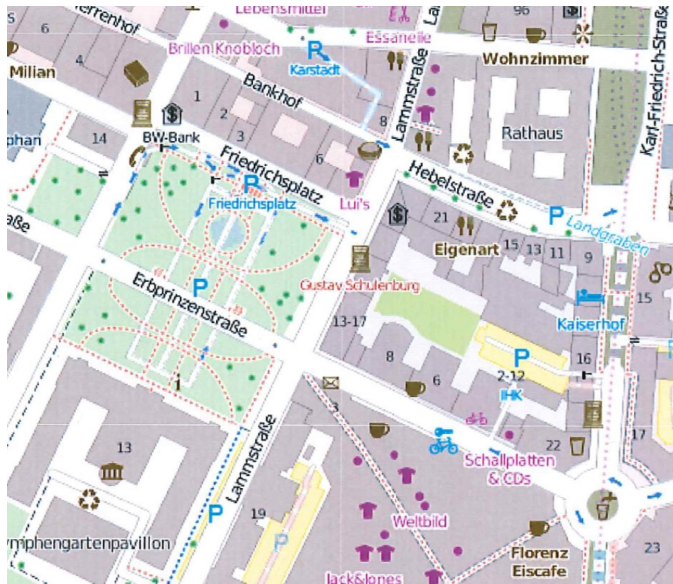 Lebensmittel
96
Essanelle
errenhof
6
4
Brillen Knobloch
P
Karstadt
Wohnzimmer
Milian
Bankhof
Lammstraße
Karl-Friedrich-Straße
1
2
3
8
Rathaus
phan
14
BW-Bank
Friedrichsplatz
6
P
Friedrichsplatz
Lui's
Hebelstraße
P
Landgraben
21
Eigenart
15
13
11
9
raße
Erbprinzenstraße
P
Gustav Schulenburg
15
Kaiserhof
13-17
8
6
P
2-12
IHK
16
i
3
13
Lammstraße
22
17
Schallplatten
& CDs
P
19
P
Weltbild
ymphengartenpavillon
Florenz
Eiscafe
23
Jack&Jones